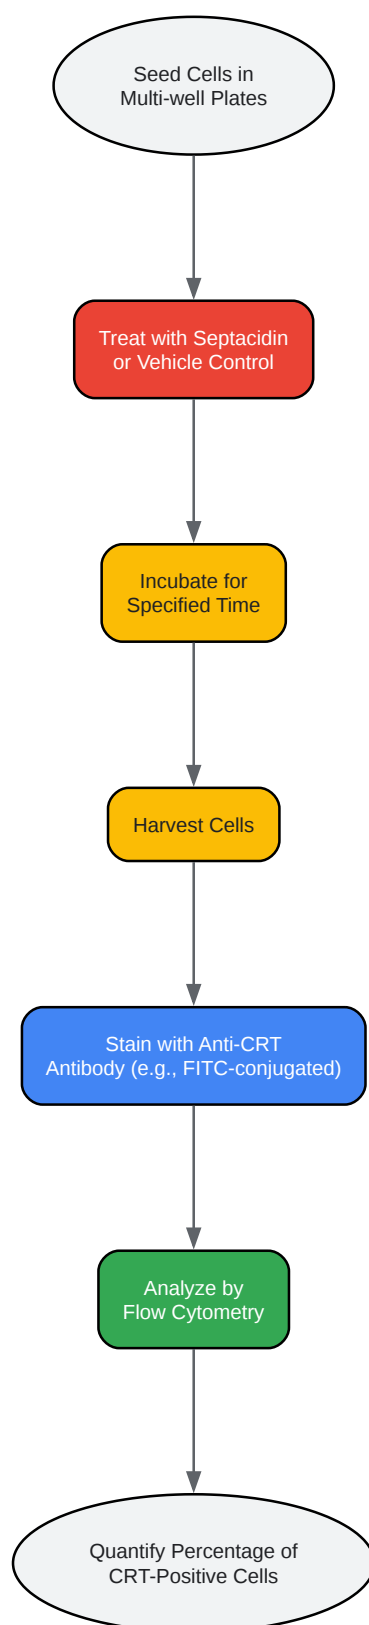 Seed Cells in
Multi-well Plates
Treat with Septacidin
or Vehicle Control
Incubate for
Specified Time
Harvest Cells
Stain with Anti-CRT
Antibody (e.g., FITC-conjugated)
Analyze by
Flow Cytometry
Quantify Percentage of
CRT-Positive Cells